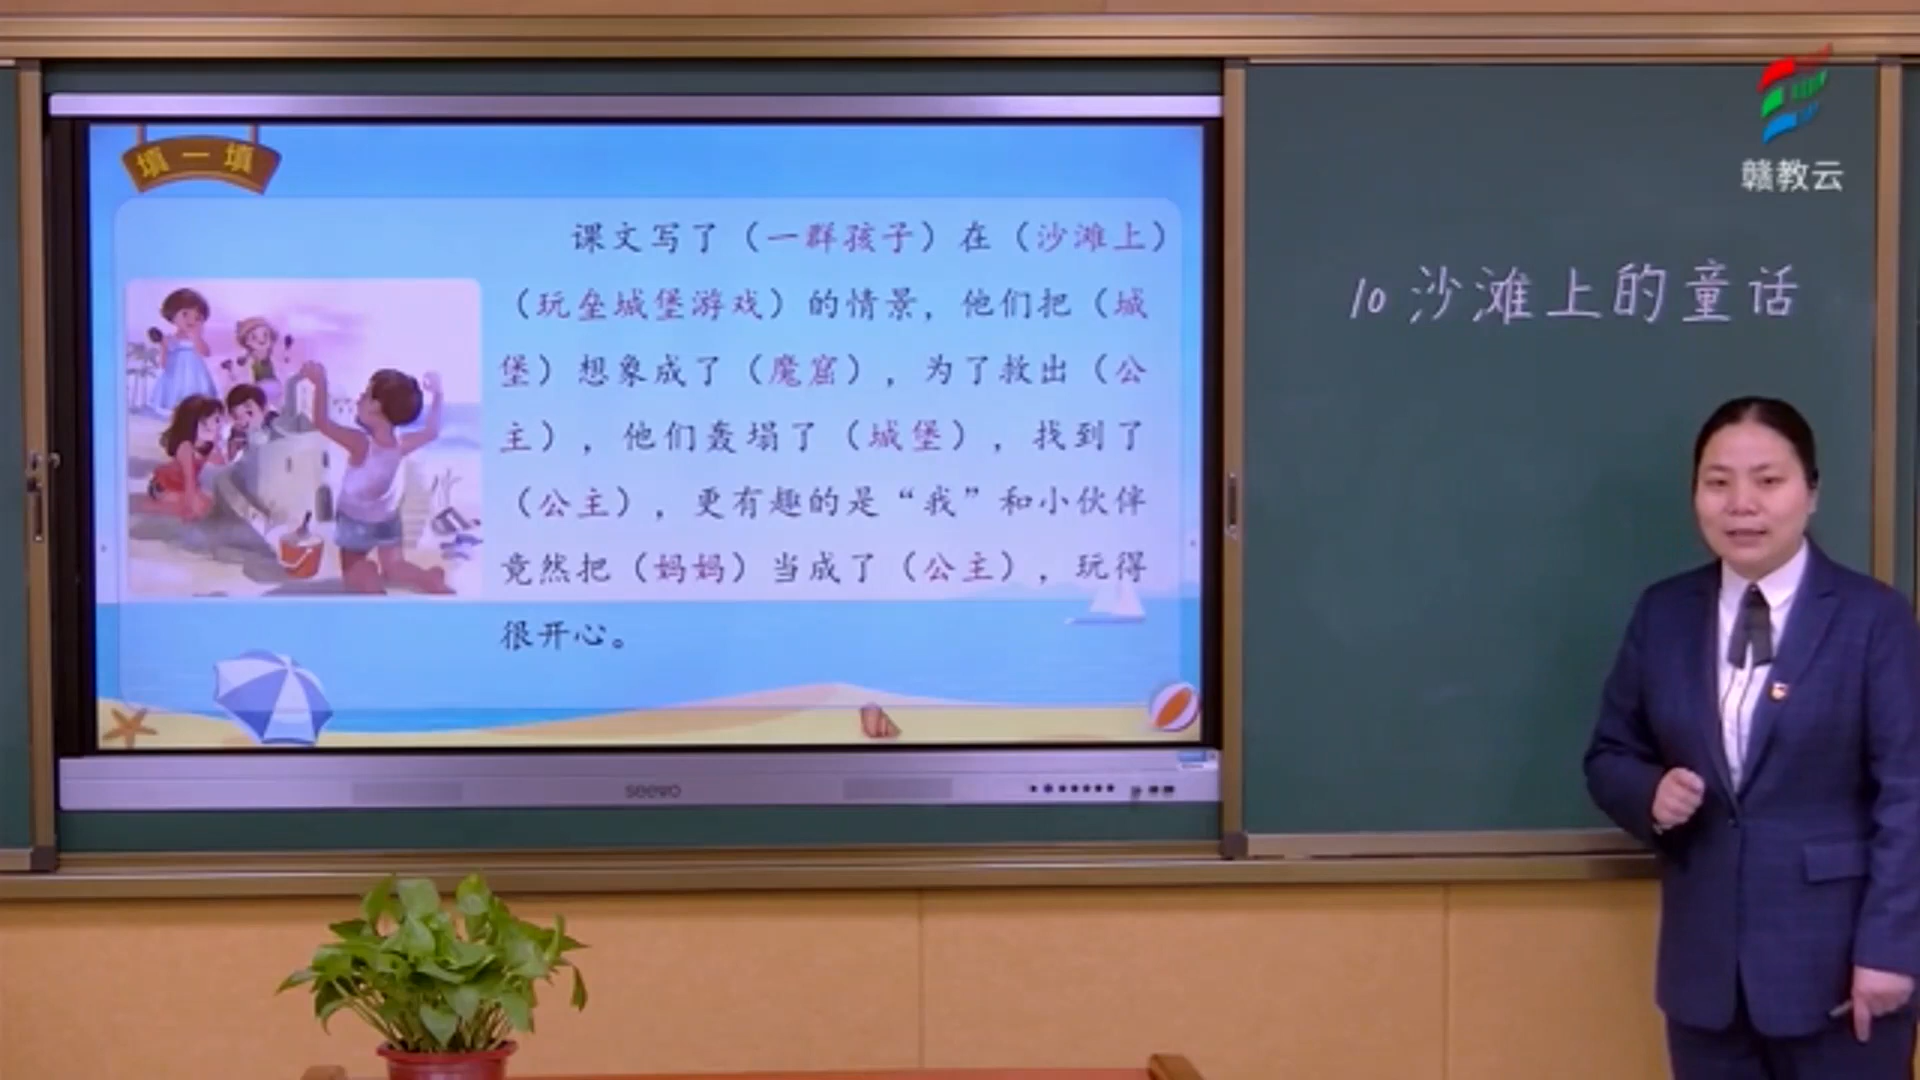 填一填
课文写了（一群孩子）在（沙滩上）
（玩垒城堡游戏）的情景，他们把（城
堡）想象成了（魔窟），为了救出（公
主），他们轰塌了（城堡），找到了
（公主），更有趣的是“我”和小伙伴
竟然把（妈妈）当成了（公主），玩得
很开心。
seewo
10 沙滩上的童话
赣教云